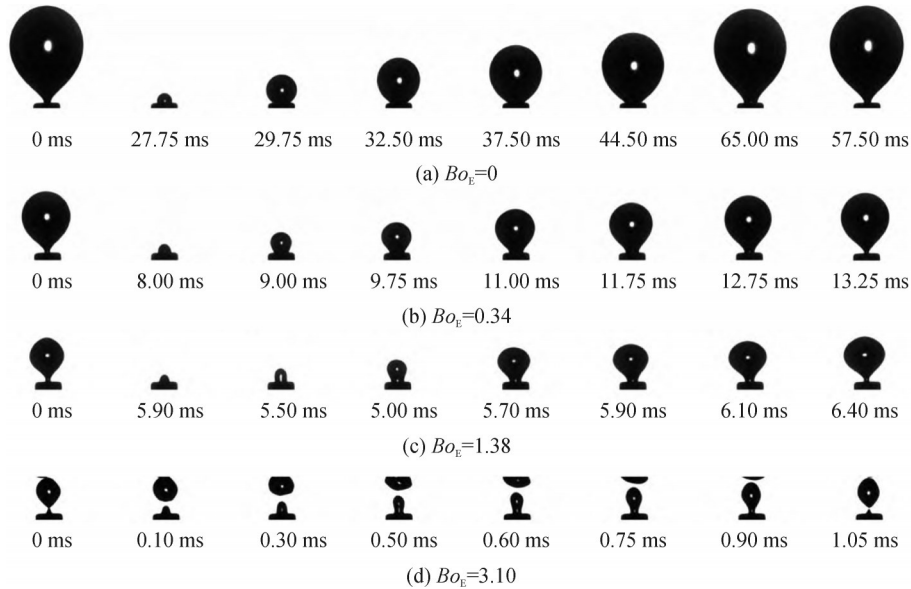 0 ms 27.75 ms 29.75 ms 32.50 ms 37.50 ms 44.50 ms 65.00 ms 57.50 ms
(a) BoE=0
0 ms 8.00 ms 9.00 ms 9.75 ms 11.00 ms 11.75 ms 12.75 ms 13.25 ms
(b) BoE=0.34
0 ms 5.90 ms 5.50 ms 5.00 ms 5.70 ms 5.90 ms 6.10 ms 6.40 ms
(c) BoE=1.38
0 ms 0.10 ms 0.30 ms 0.50 ms 0.60 ms 0.75 ms 0.90 ms 1.05 ms
(d) BoE=3.10